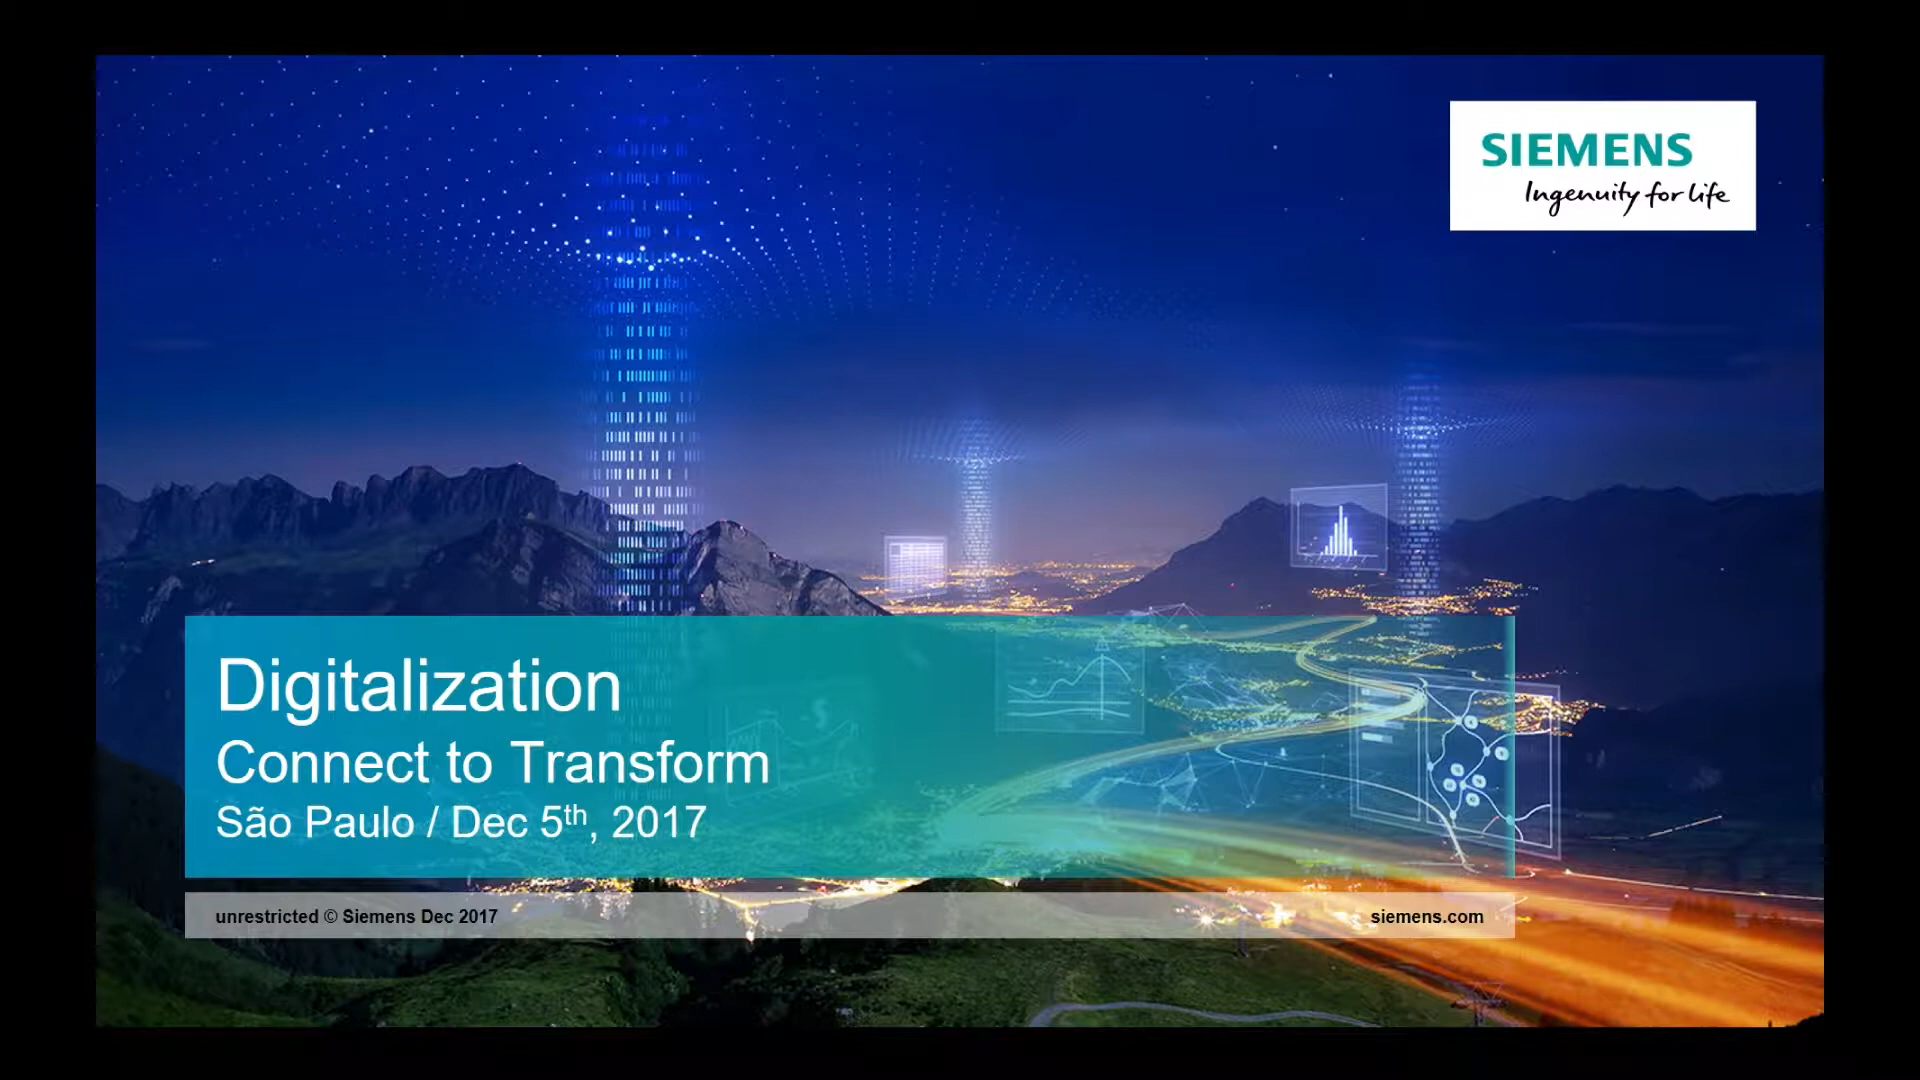 SIEMENS
Ingenuity for life
Digitalization
Connect to Transform
São Paulo / Dec 5th, 2017
unrestricted © Siemens Dec 2017
siemens.com